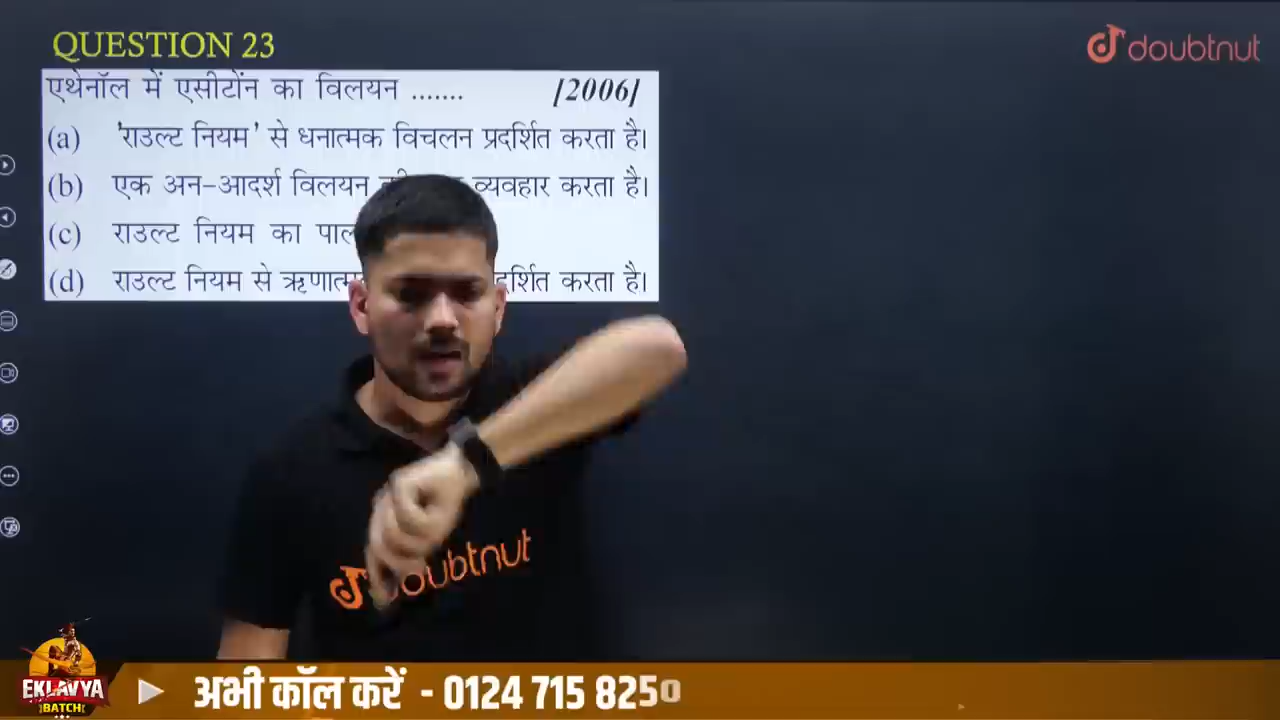 QUESTION 23
doubtnut
एथेनॉल में एसीटोंन का विलयन ....... [2006]
(a) 'राउल्ट नियम' से धनात्मक विचलन प्रदर्शित करता है।
(b) एक अन-आदर्श विलयन व्यवहार करता है।
(c) राउल्ट नियम का
(d) राउल्ट नियम से करता है।
doubtnut
EKLAVYA
BATCH
अभी कॉल करें - 0124 715 8250